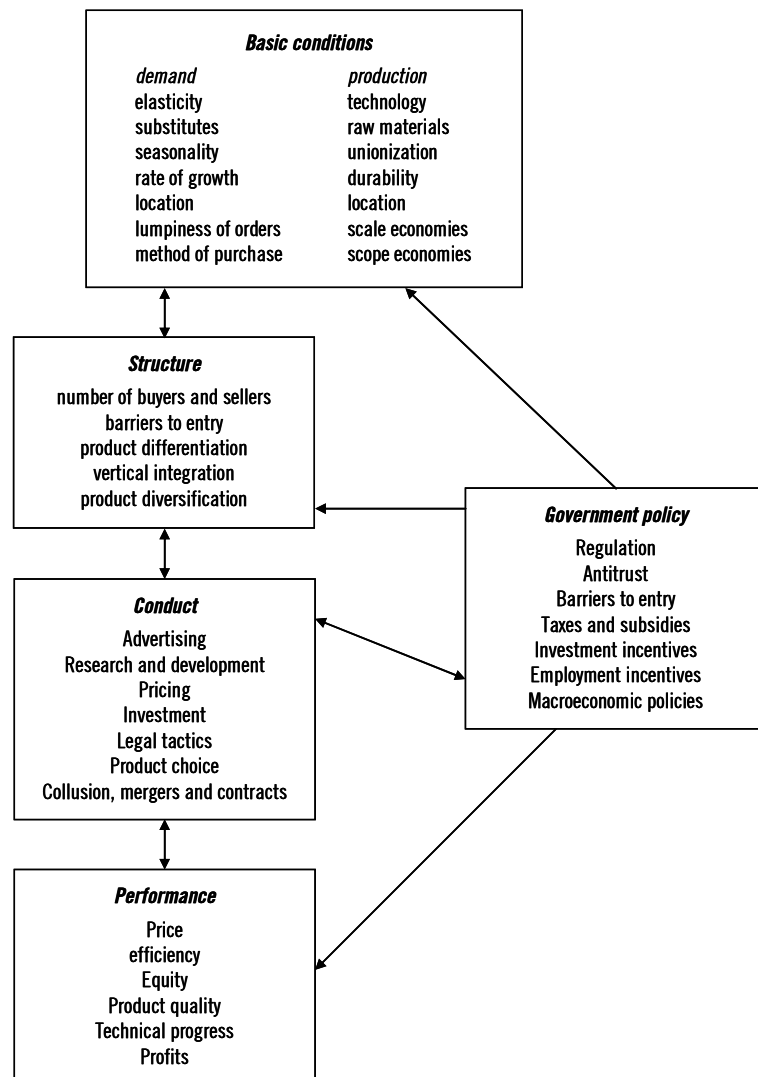 Basic conditions
demand production
elasticity technology
substitutes raw materials
seasonality unionization
rate of growth durability
location location
lumpiness of orders scale economies
method of purchase scope economies
Structure
number of buyers and sellers
barriers to entry
product differentiation
vertical integration
product diversification
Government policy
Regulation
Antitrust
Barriers to entry
Taxes and subsidies
Investment incentives
Employment incentives
Macroeconomic policies
Conduct
Advertising
Research and development
Pricing
Investment
Legal tactics
Product choice
Collusion, mergers and contracts
Performance
Price
efficiency
Equity
Product quality
Technical progress
Profits